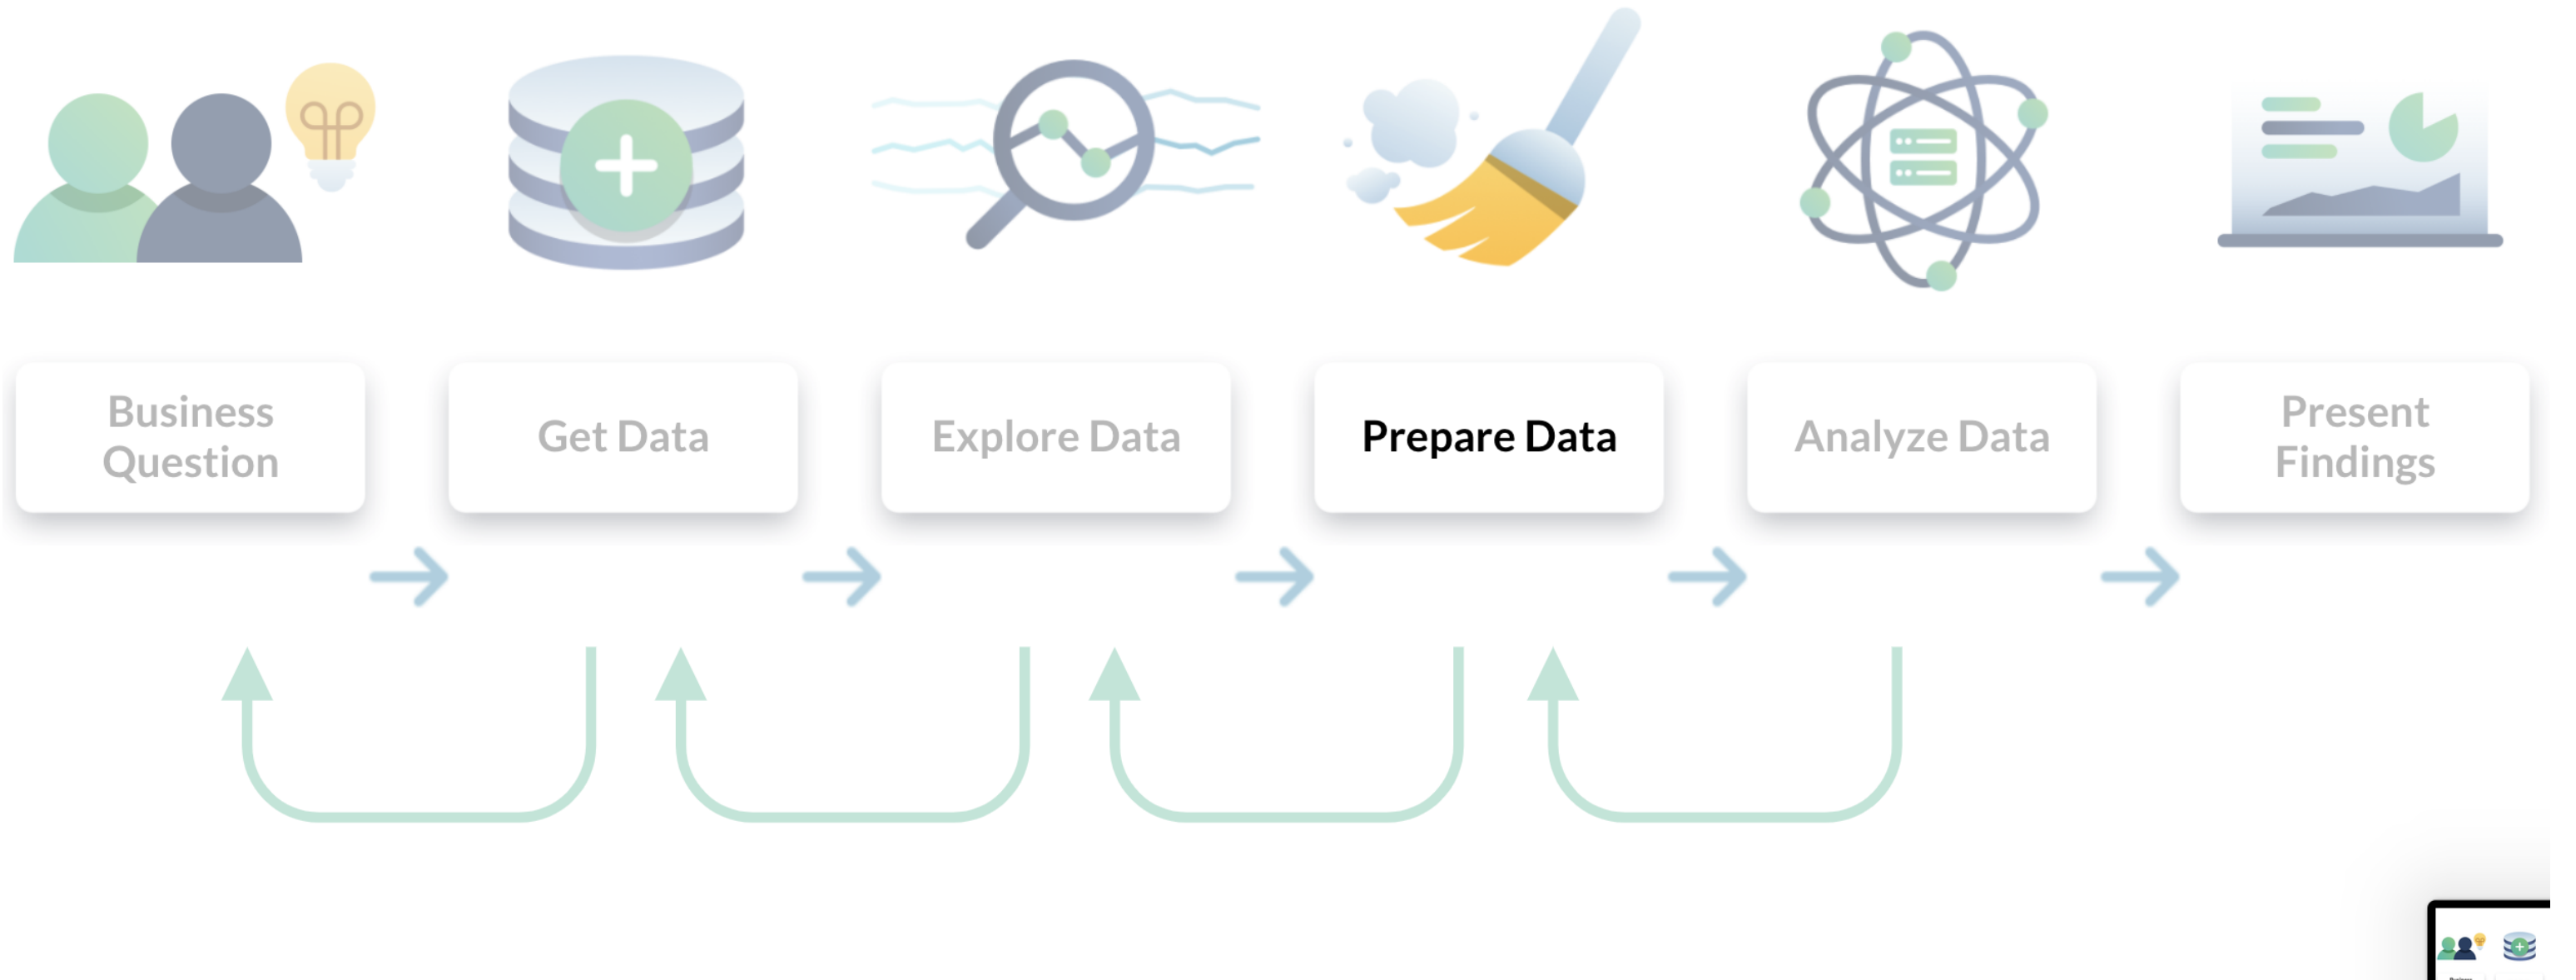 Business
Question
Get Data
Explore Data
Prepare Data
Analyze Data
Present
Findings